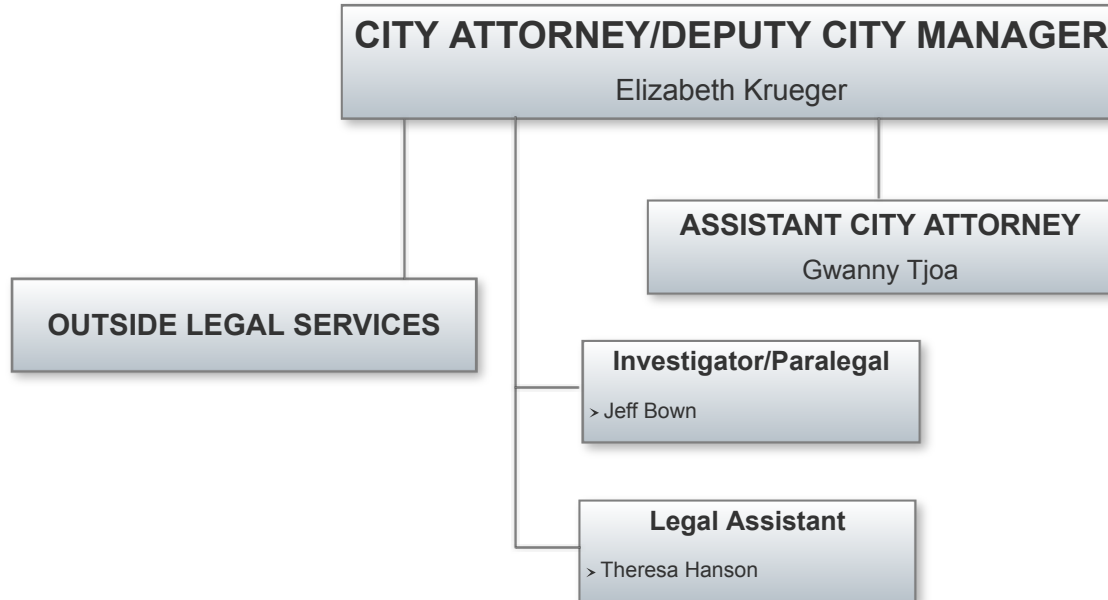 CITY ATTORNEY/DEPUTY CITY MANAGER
Elizabeth Krueger
ASSISTANT CITY ATTORNEY
Gwanny Tjoa
OUTSIDE LEGAL SERVICES
Investigator/Paralegal
> Jeff Bown
Legal Assistant
> Theresa Hanson